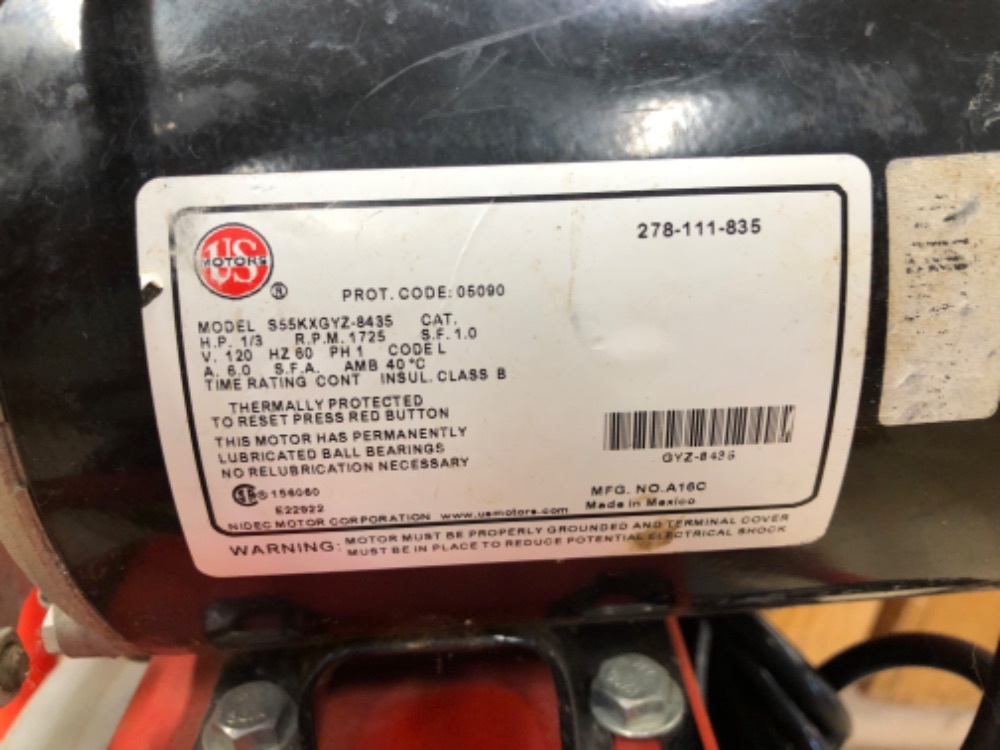 278-111-835
US
MOTORS
®
PROT. CODE: 05090
MODEL S55KXGYZ-8435 CAT.
H.P. 1/3 R.P.M. 1725 S.F. 1.0
V. 120 HZ 60 PH 1 CODE L
A. 6.0 S.F.A. AMB 40°C
TIME RATING CONT INSUL. CLASS B
THERMALLY PROTECTED
TO RESET PRESS RED BUTTON
THIS MOTOR HAS PERMANENTLY
LUBRICATED BALL BEARINGS
NO RELUBRICATION NECESSARY
GYZ-8435
® 156060
E22922
MFG. NO. A16C
Made in Mexico
NIDEC MOTOR CORPORATION www.usmotors.com
WARNING: MOTOR MUST BE PROPERLY GROUNDED AND TERMINAL COVER
MUST BE IN PLACE TO REDUCE POTENTIAL ELECTRICAL SHOCK